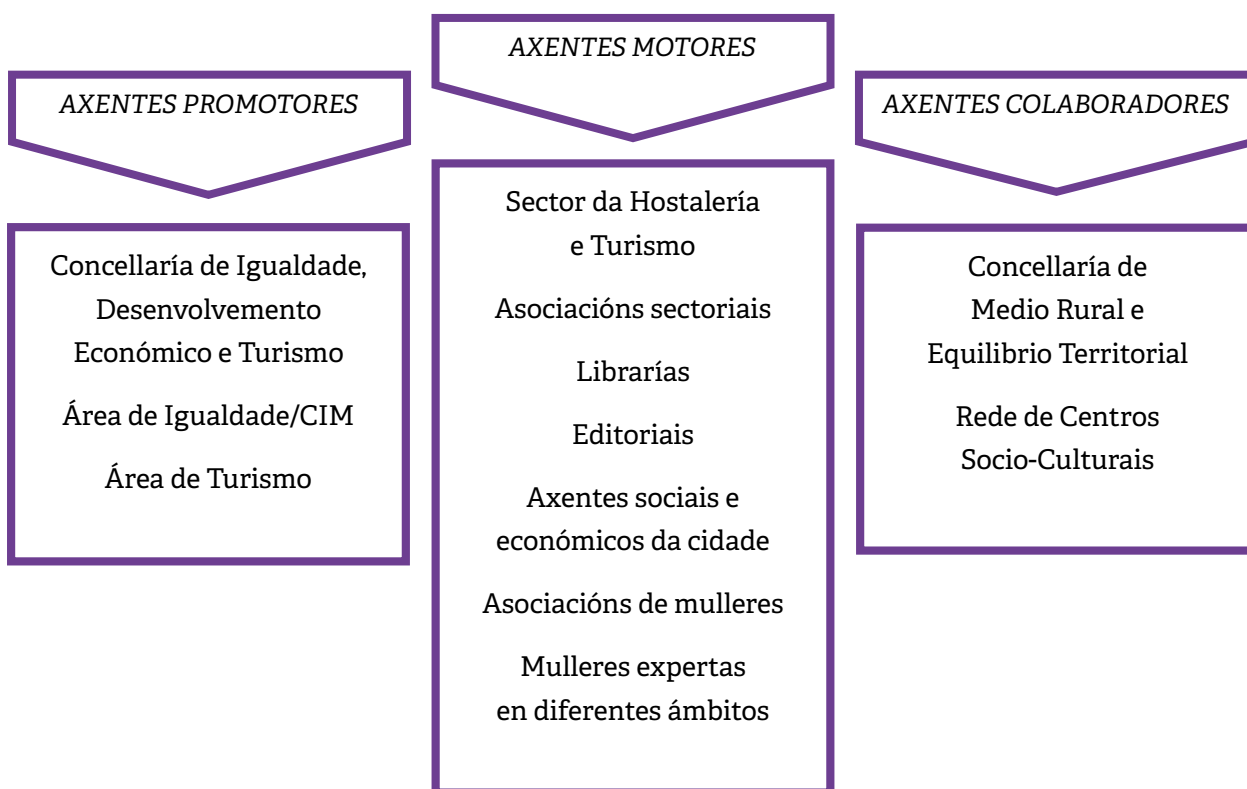 AXENTES PROMOTORES
Concellaría de Igualdade,
Desenvolvemento
Económico e Turismo
Área de Igualdade/CIM
Área de Turismo
AXENTES MOTORES
Sector da Hostalería
e Turismo
Asociacións sectoriais
Librarías
Editoriais
Axentes sociais e
económicos da cidade
Asociacións de mulleres
Mulleres expertas
en diferentes ámbitos
AXENTES COLABORADORES
Concellaría de
Medio Rural e
Equilibrio Territorial
Rede de Centros
Socio-Culturais